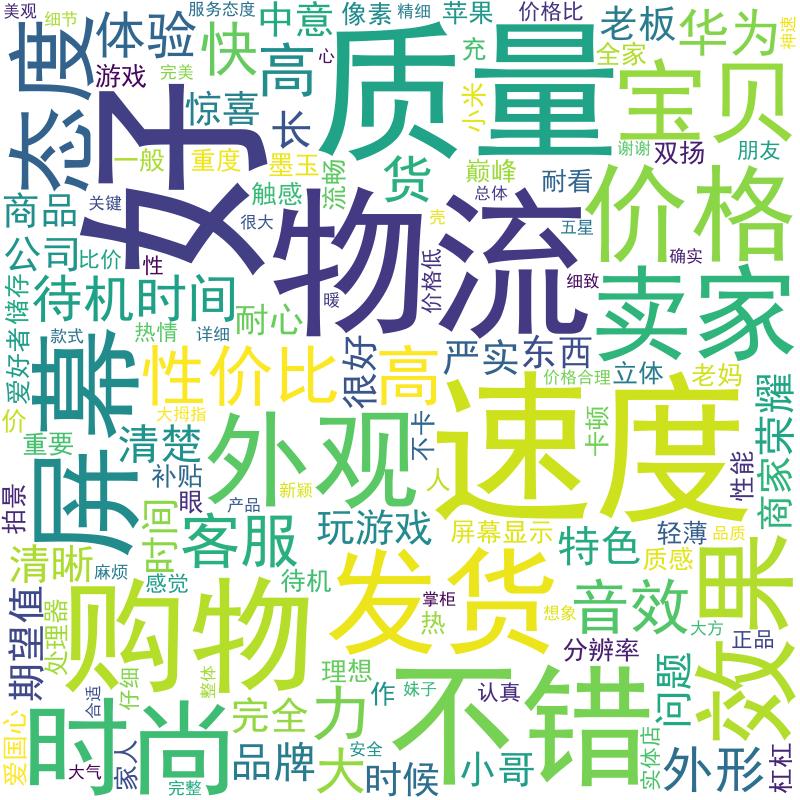 美观
服务态度
像素
精细
苹果
价格比
细节
中意
老板
华为
神速
态度
体验
快
心
质量
充
全家
宝贝
游戏
完美
高
好
惊喜
长
小米
谢谢
一般
重度
墨玉
流畅
货
巅峰
双扬
朋友
触感
耐看
价格
商品
关键
很大
总体
亮
五星
物流
公司
比价
性
确实
储存
待机时间
暖
价格低
细致
卖家
爱好者
款式
热情
详细
耐心
屏幕
性价比
高
很好
严实
东西
价格合理
立体
老妈
价
大拇指
速度
商家荣耀
重要
清楚
外观
不卡
卡顿
拍景
补贴
眼
产品
新颖
人
性能
时间
客服
玩游戏
屏幕显示
特色
轻薄
品质
清晰
麻烦
感觉
待机
发货
质感
效果
期望值
处理器
购物
掌柜
热
想象
音效
大方
分辨率
正品
合适
仔细
整体
理想
作
妹子
不错
认真
问题
爱国心
时尚
完全
力
安全
大气
家人
完整
品牌
大
时候
小哥
实体店
外形
杠杠